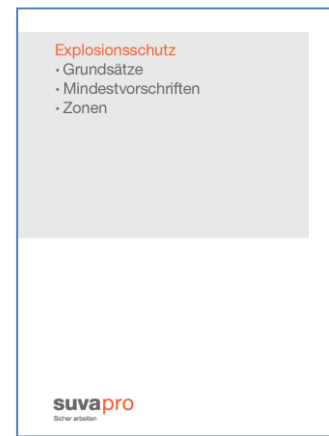 Explosionsschutz
· Grundsätze
· Mindestvorschriften
· Zonen
suvapro
Sicher arbeiten